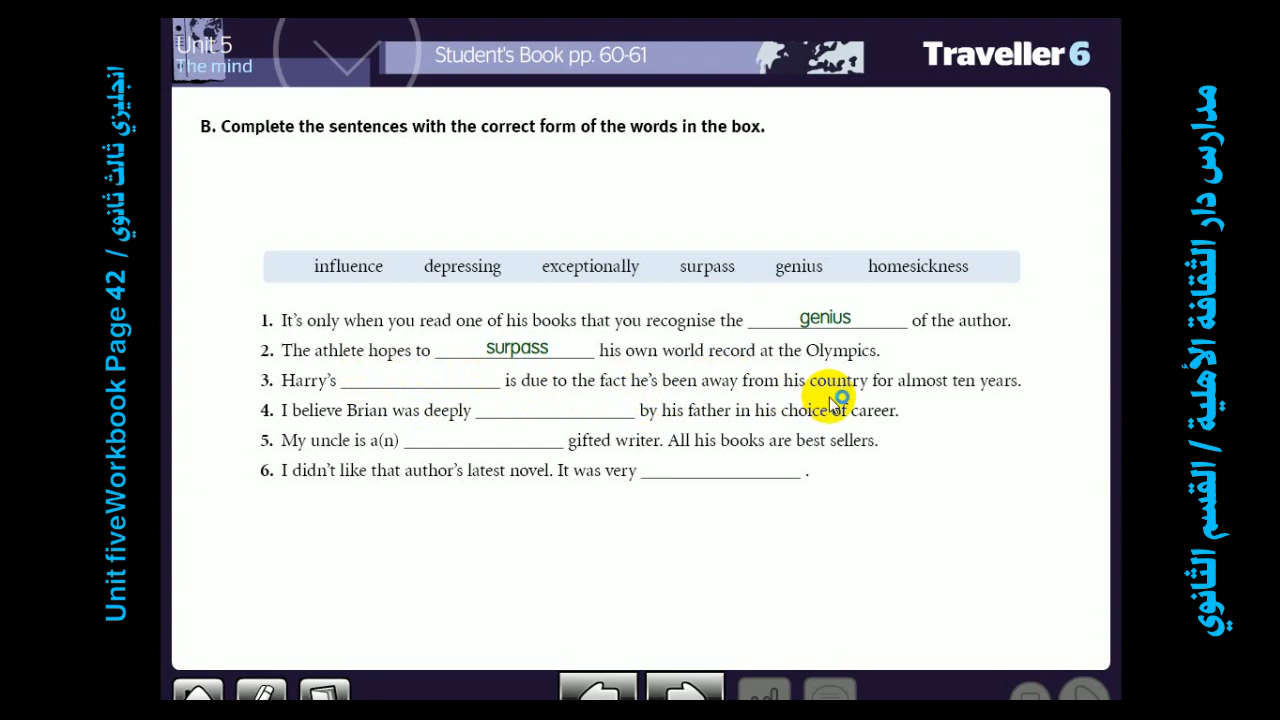 Unit 5
The mind
Student's Book pp. 60-61
Traveller 6
B. Complete the sentences with the correct form of the words in the box.
influence depressing exceptionally surpass genius homesickness
1. It's only when you read one of his books that you recognise the genius of the author.
2. The athlete hopes to surpass his own world record at the Olympics.
3. Harry's ____________ is due to the fact he's been away from his country for almost ten years.
4. I believe Brian was deeply ____________ by his father in his choice of career.
5. My uncle is a(n) ____________ gifted writer. All his books are best sellers.
6. I didn't like that author's latest novel. It was very ____________ .
Unit fiveWorkbook Page 42 / انجليزي ثالث ثانوي
مدارس دار الثقافة الأهلية / القسم الثانوي